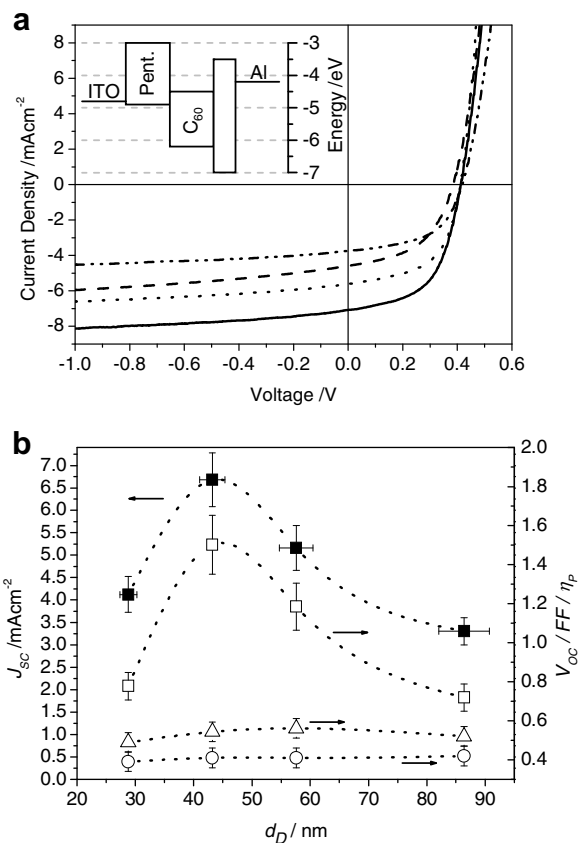 a
8
6
4
2
0
-2
-4
-6
-8
Current Density /mAcm⁻²
ITO
Pent.
C₆₀
Al
-3
-4
-5
-6
-7
Energy /eV
-1.0 -0.8 -0.6 -0.4 -0.2 0.0 0.2 0.4 0.6
Voltage /V
b
7.0
6.5
6.0
5.5
5.0
4.5
4.0
3.5
3.0
2.5
2.0
1.5
1.0
0.5
0.0
J_SC /mAcm⁻²
2.0
1.8
1.6
1.4
1.2
1.0
0.8
0.6
0.4
V_OC / FF / η_P
20 30 40 50 60 70 80 90
d_D / nm